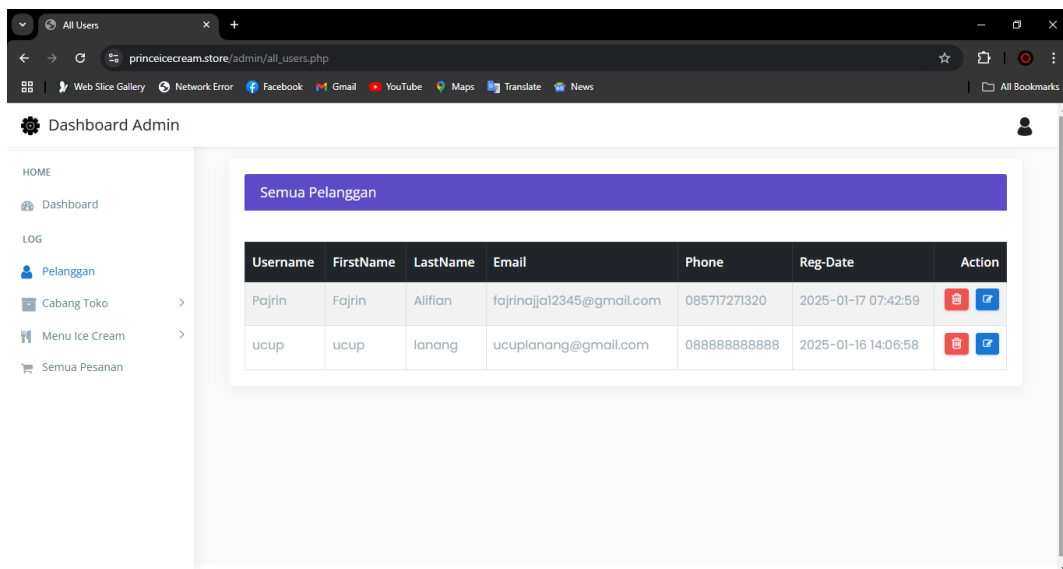 All Users
princeicecream.store/admin/all_users.php
Web Slice Gallery Network Error Facebook Gmail YouTube Maps Translate News All Bookmarks
Dashboard Admin
HOME
Dashboard
LOG
Pelanggan
Cabang Toko
Menu Ice Cream
Semua Pesanan
Semua Pelanggan
Username FirstName LastName Email Phone Reg-Date Action
Pajrin Fajrin Alifian fajrinajja12345@gmail.com 085717271320 2025-01-17 07:42:59
ucup ucup lanang ucuplanang@gmail.com 088888888888 2025-01-16 14:06:58